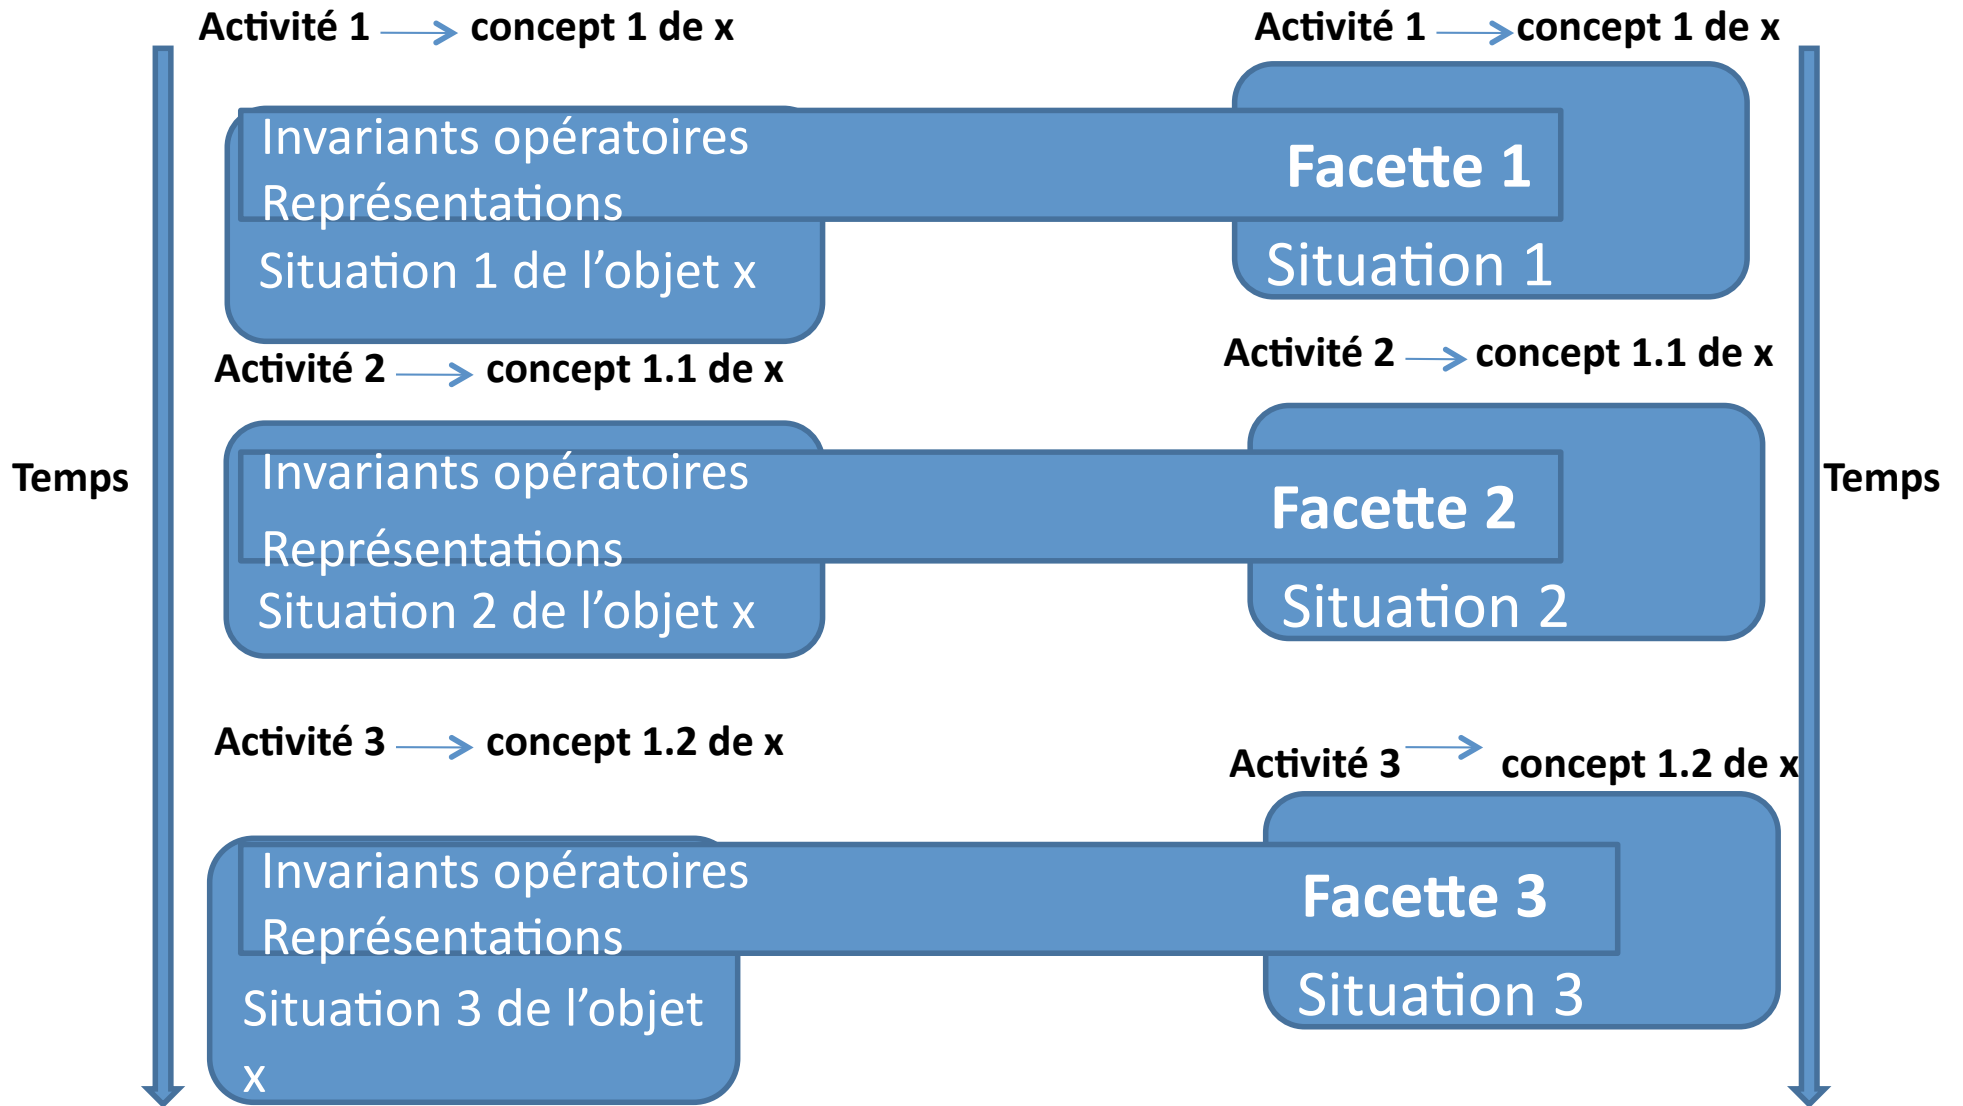 Activité 1 concept 1 de x
Activité 1 concept 1 de x
Invariants opératoires
Représentations
Facette 1
Situation 1 de l’objet x
Situation 1
Activité 2 concept 1.1 de x
Activité 2 concept 1.1 de x
Temps
Temps
Invariants opératoires
Représentations
Facette 2
Situation 2 de l’objet x
Situation 2
Activité 3 concept 1.2 de x
Activité 3 concept 1.2 de x
Invariants opératoires
Représentations
Facette 3
Situation 3 de l’objet
x
Situation 3